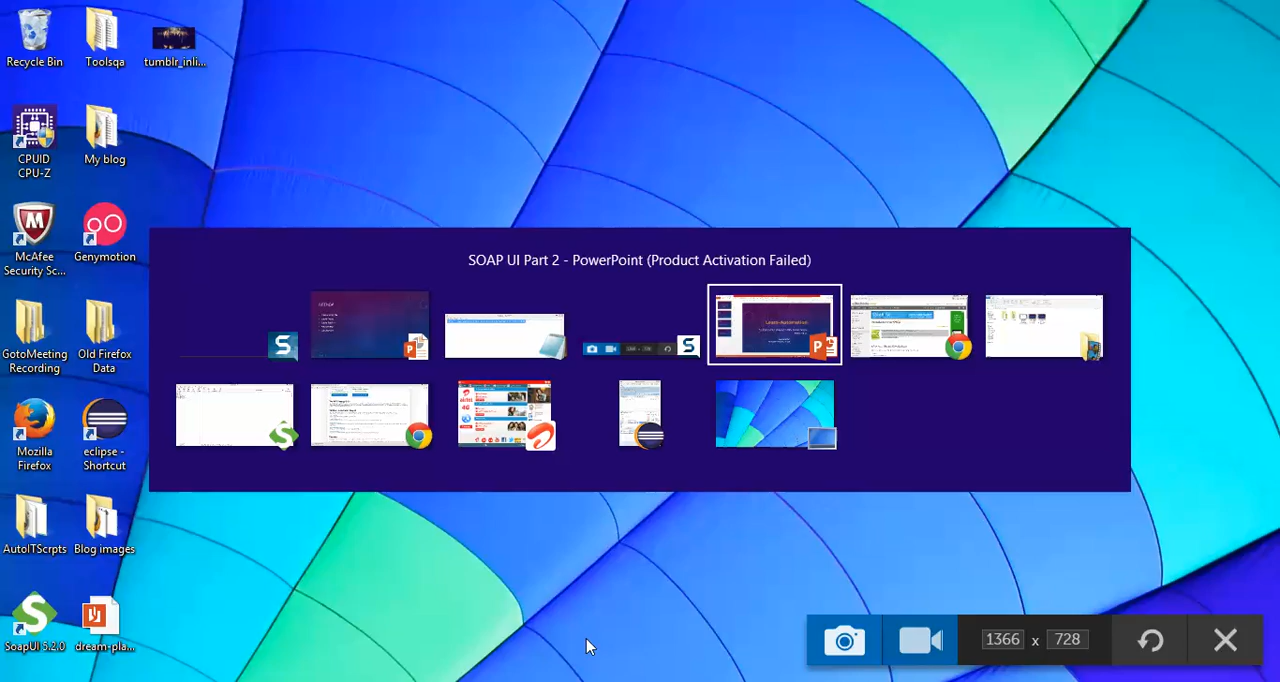 Recycle Bin
Toolsqa
tumblr_inli...
CPUID
CPU-Z
My blog
McAfee
Security Sc...
Genymotion
SOAP UI Part 2 - PowerPoint (Product Activation Failed)
GotoMeeting
Recording
Old Firefox
Data
Mozilla
Firefox
eclipse -
Shortcut
AutoITScrpts
Blog images
SoapUI 5.2.0
dream-pla...
1366 x 728